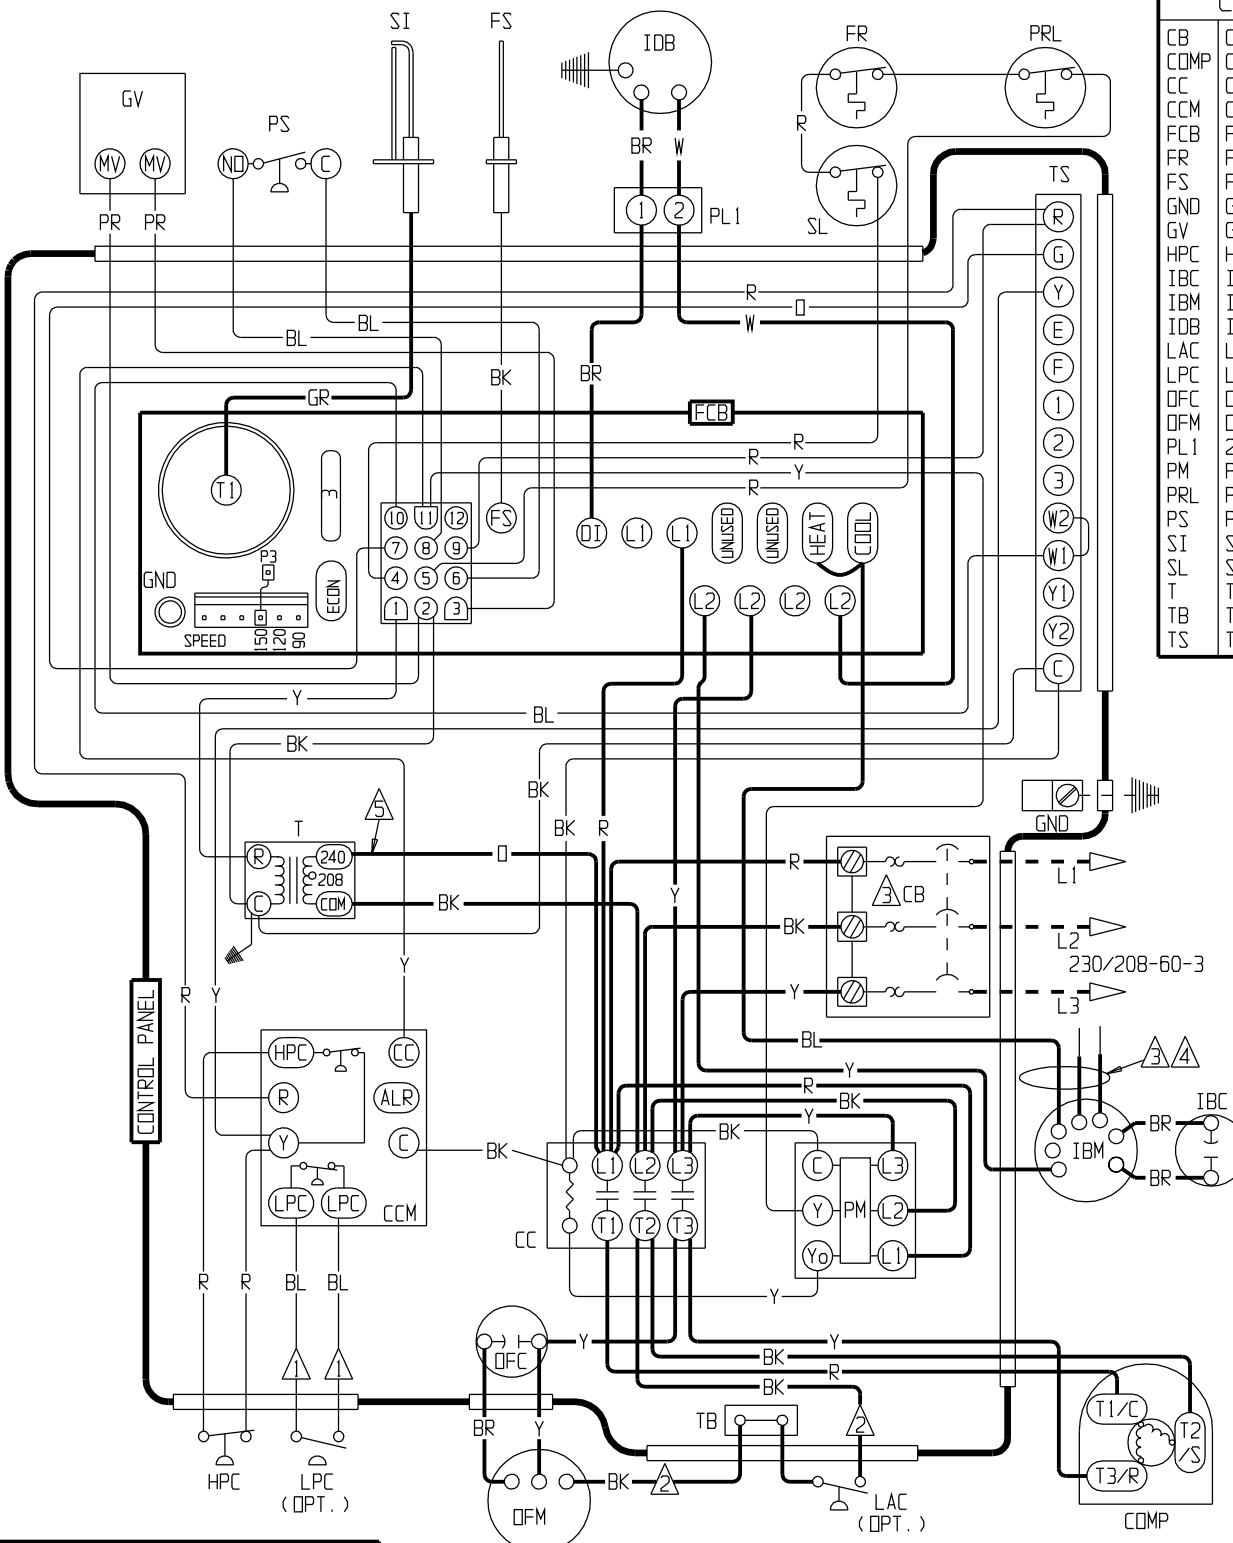 SI
FS
IDB
FR
PRL
C
GV
PS
MV
MV
NO
C
BR
W
R
TS
PR
PR
1
2
PL1
SL
CB C
COMP C
CC C
CCM C
FCB F
FR F
FS F
GND G
GV G
HPC H
IBC I
IBM I
IDB I
LAC L
LPC L
OFC O
OFM O
PL1 2
PM P
PRL P
PS P
SI S
SL S
T T
TB T
TS T
R
G
Y
E
F
1
2
3
W2
W1
Y1
Y2
C
R
O
BL
W
BL
BK
BR
GR
FCB
R
R
Y
R
T1
3
10
11
12
FS
OI
L1
L1
UNUSED
UNUSED
HEAT
COOL
7
8
9
P3
GND
ECON
4
5
6
1
2
3
L2
L2
L2
L2
SPEED
150
120
90
Y
BL
BK
BK
5
T
BK
R
GND
R
240
208
C
COM
O
BK
Y
R
3
CB
L1
BK
L2
230/208-60-3
Y
L3
Y
R
Y
CONTROL PANEL
HPC
CC
R
ALR
Y
C
LPC
LPC
CCM
BL
Y
R
BK
Y
BK
3
4
IBC
IBM
BR
BR
BK
L1
L2
L3
C
L3
Y
PM
L2
Yo
L1
CC
T1
T2
T3
R
R
BL
BL
Y
1
1
OFC
Y
Y
BK
R
BK
BR
Y
TB
2
T1/C
T2
/S
T3/R
HPC
LPC
(OPT.)
BK
2
OFM
LAC
(OPT.)
COMP